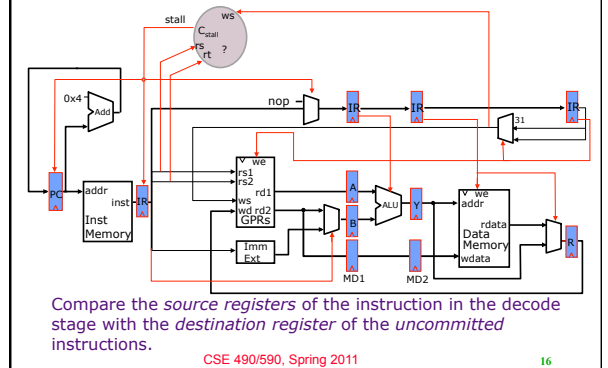 stall
ws
C_stall
rs
rt
?
0x4
Add
nop
IR
IR
IR
31
we
rs1
rs2
rd1
ws
wd rd2
GPRs
A
B
ALU
Y
we
addr
rdata
Data
Memory
wdata
R
PC
addr
inst
IR
Inst
Memory
Imm
Ext
MD1
MD2
Compare the source registers of the instruction in the decode
stage with the destination register of the uncommitted
instructions.
CSE 490/590, Spring 2011
16